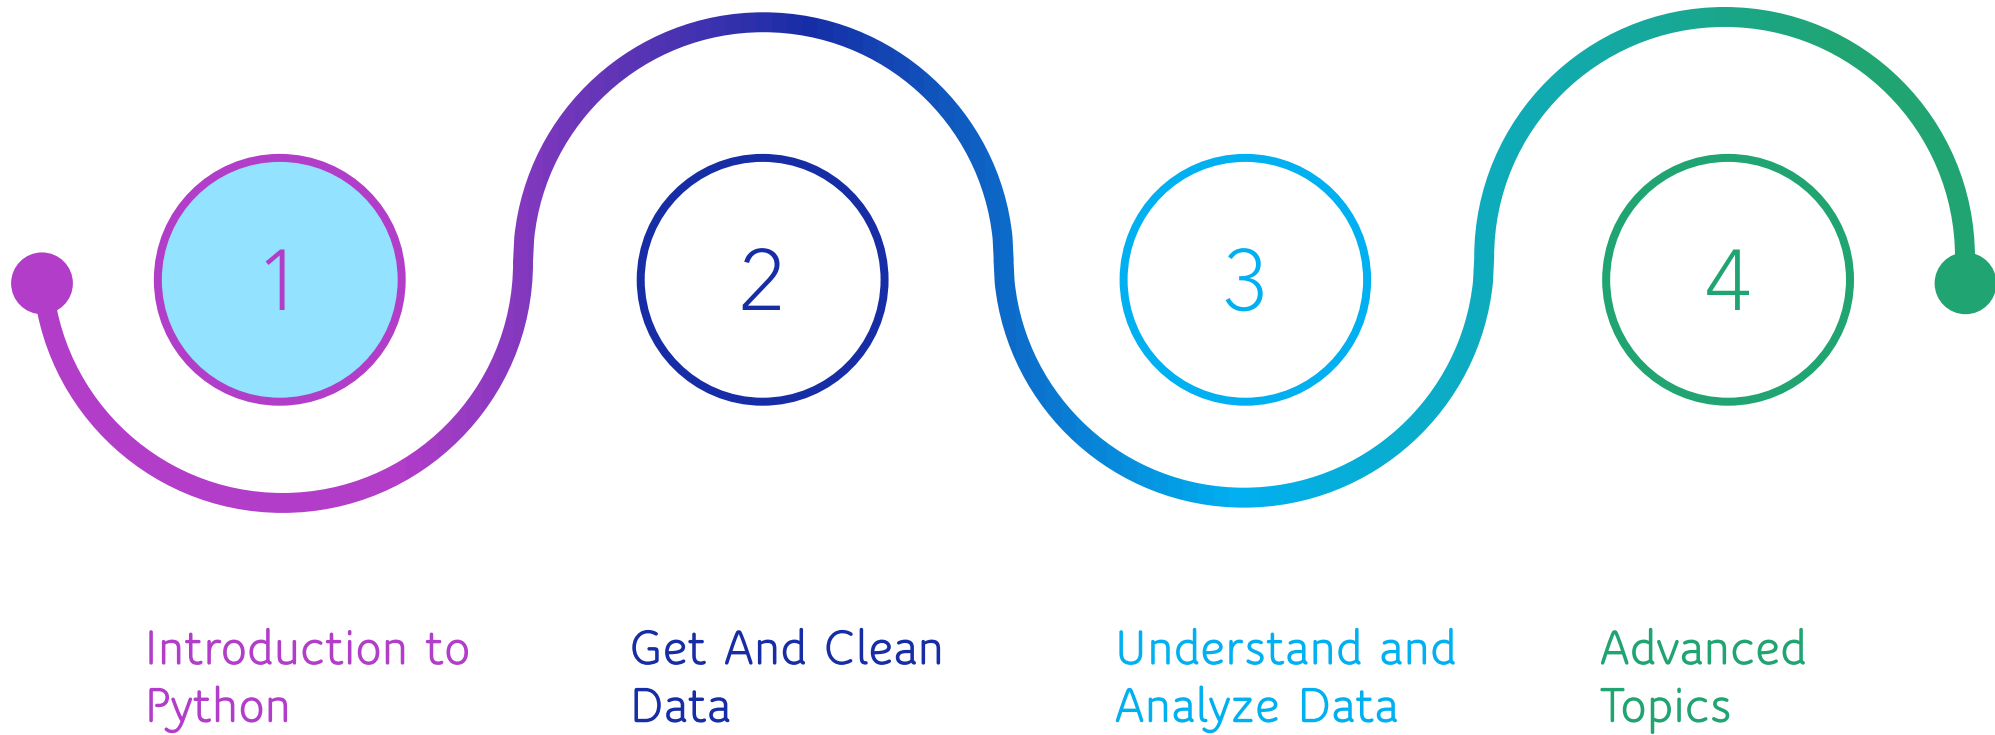 1
2
3
4
Introduction to
Python
Get And Clean
Data
Understand and
Analyze Data
Advanced
Topics